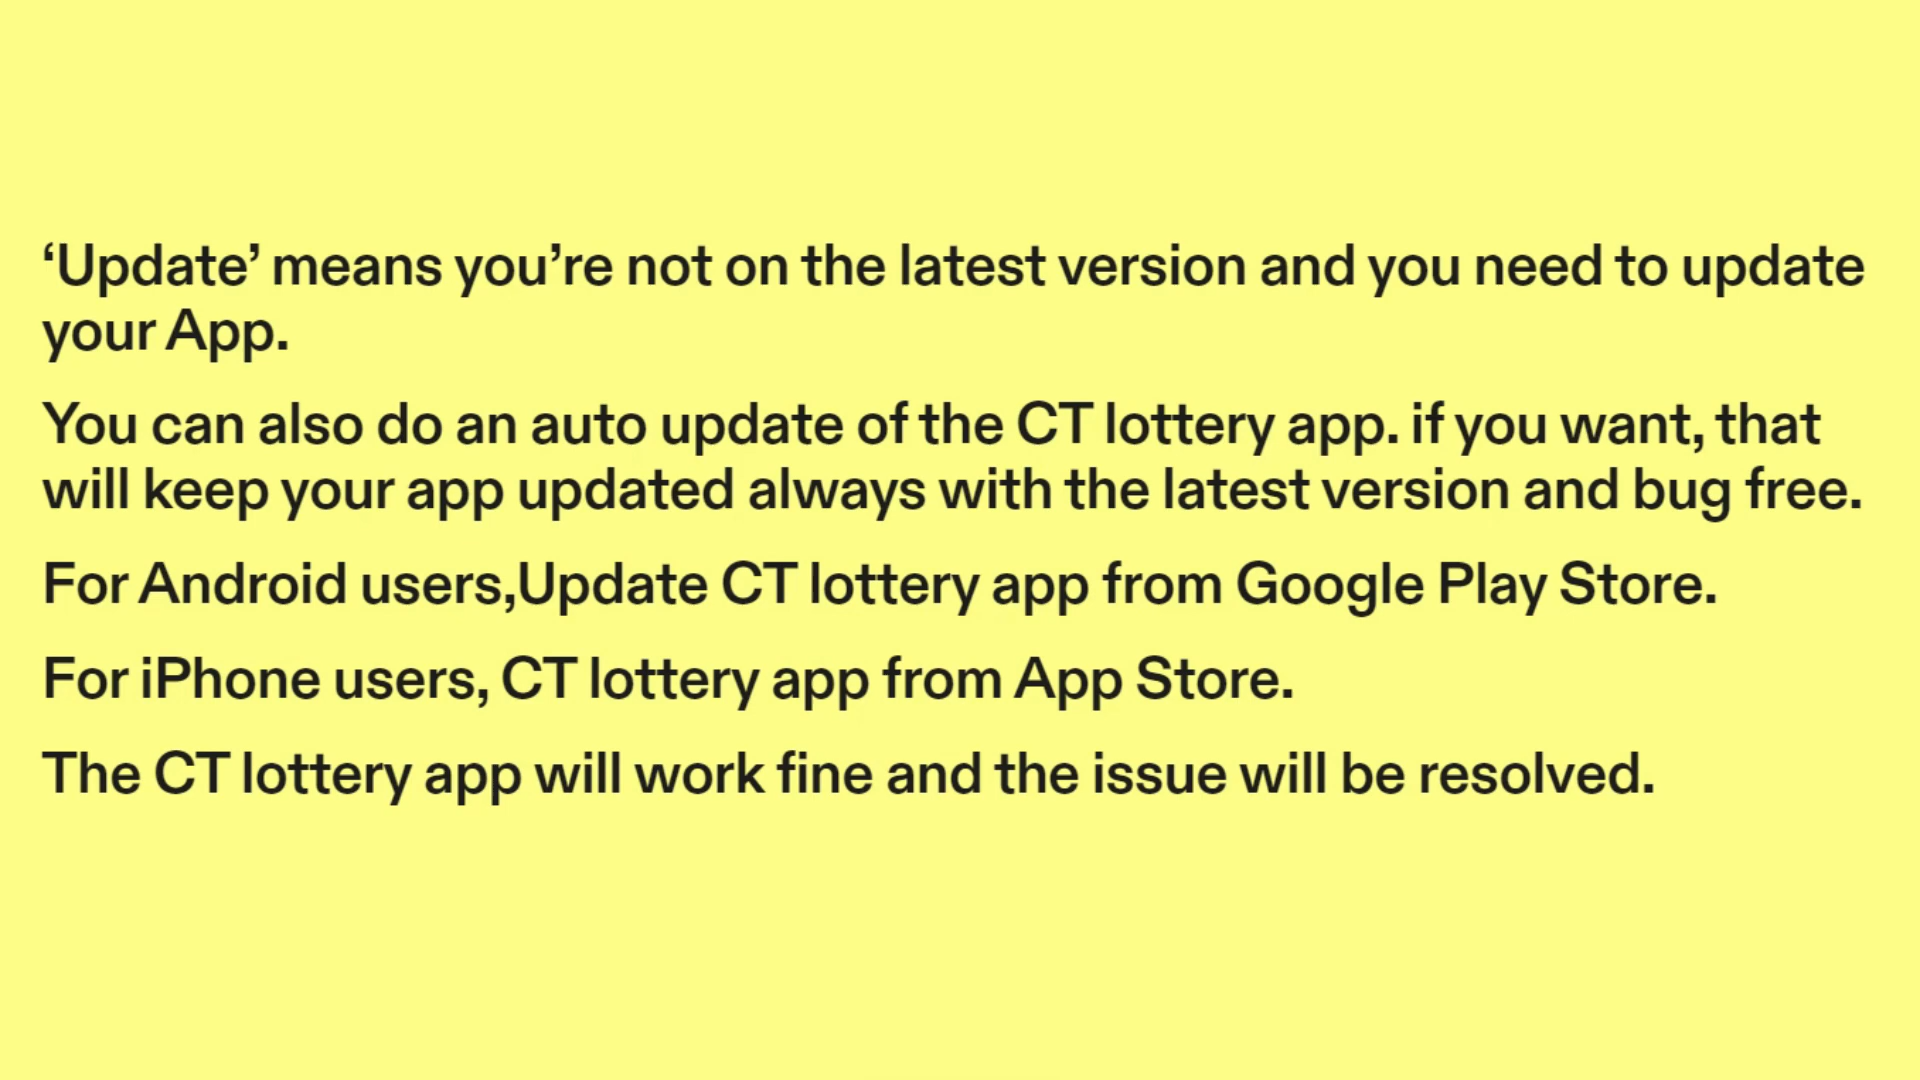 ‘Update’ means you’re not on the latest version and you need to update
your App.
You can also do an auto update of the CT lottery app. if you want, that
will keep your app updated always with the latest version and bug free.
For Android users,Update CT lottery app from Google Play Store.
For iPhone users, CT lottery app from App Store.
The CT lottery app will work fine and the issue will be resolved.